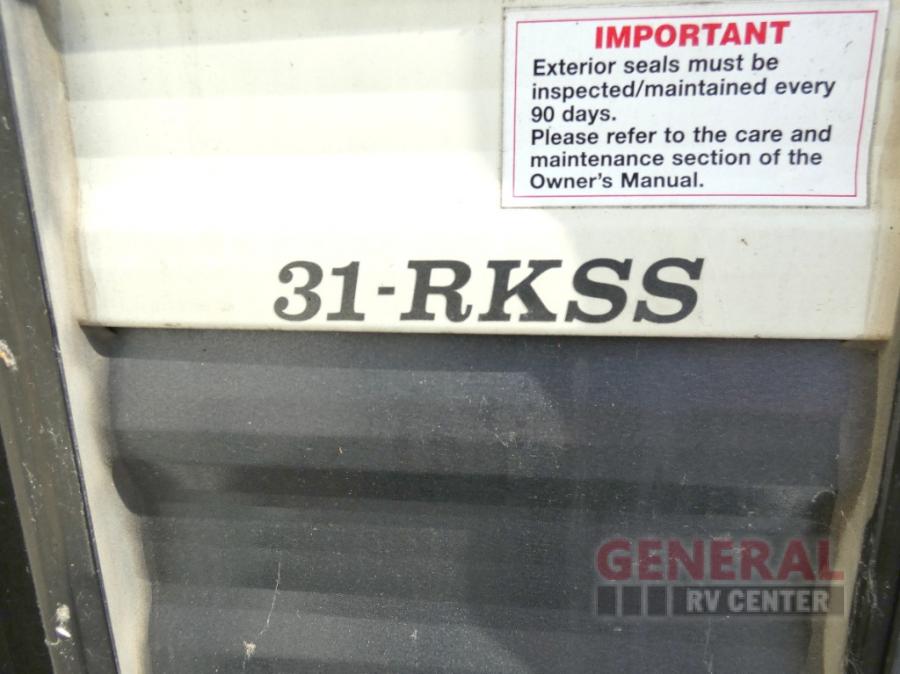 IMPORTANT
Exterior seals must be
inspected/maintained every
90 days.
Please refer to the care and
maintenance section of the
Owner's Manual.
31-RKSS
GENERAL
RV CENTER